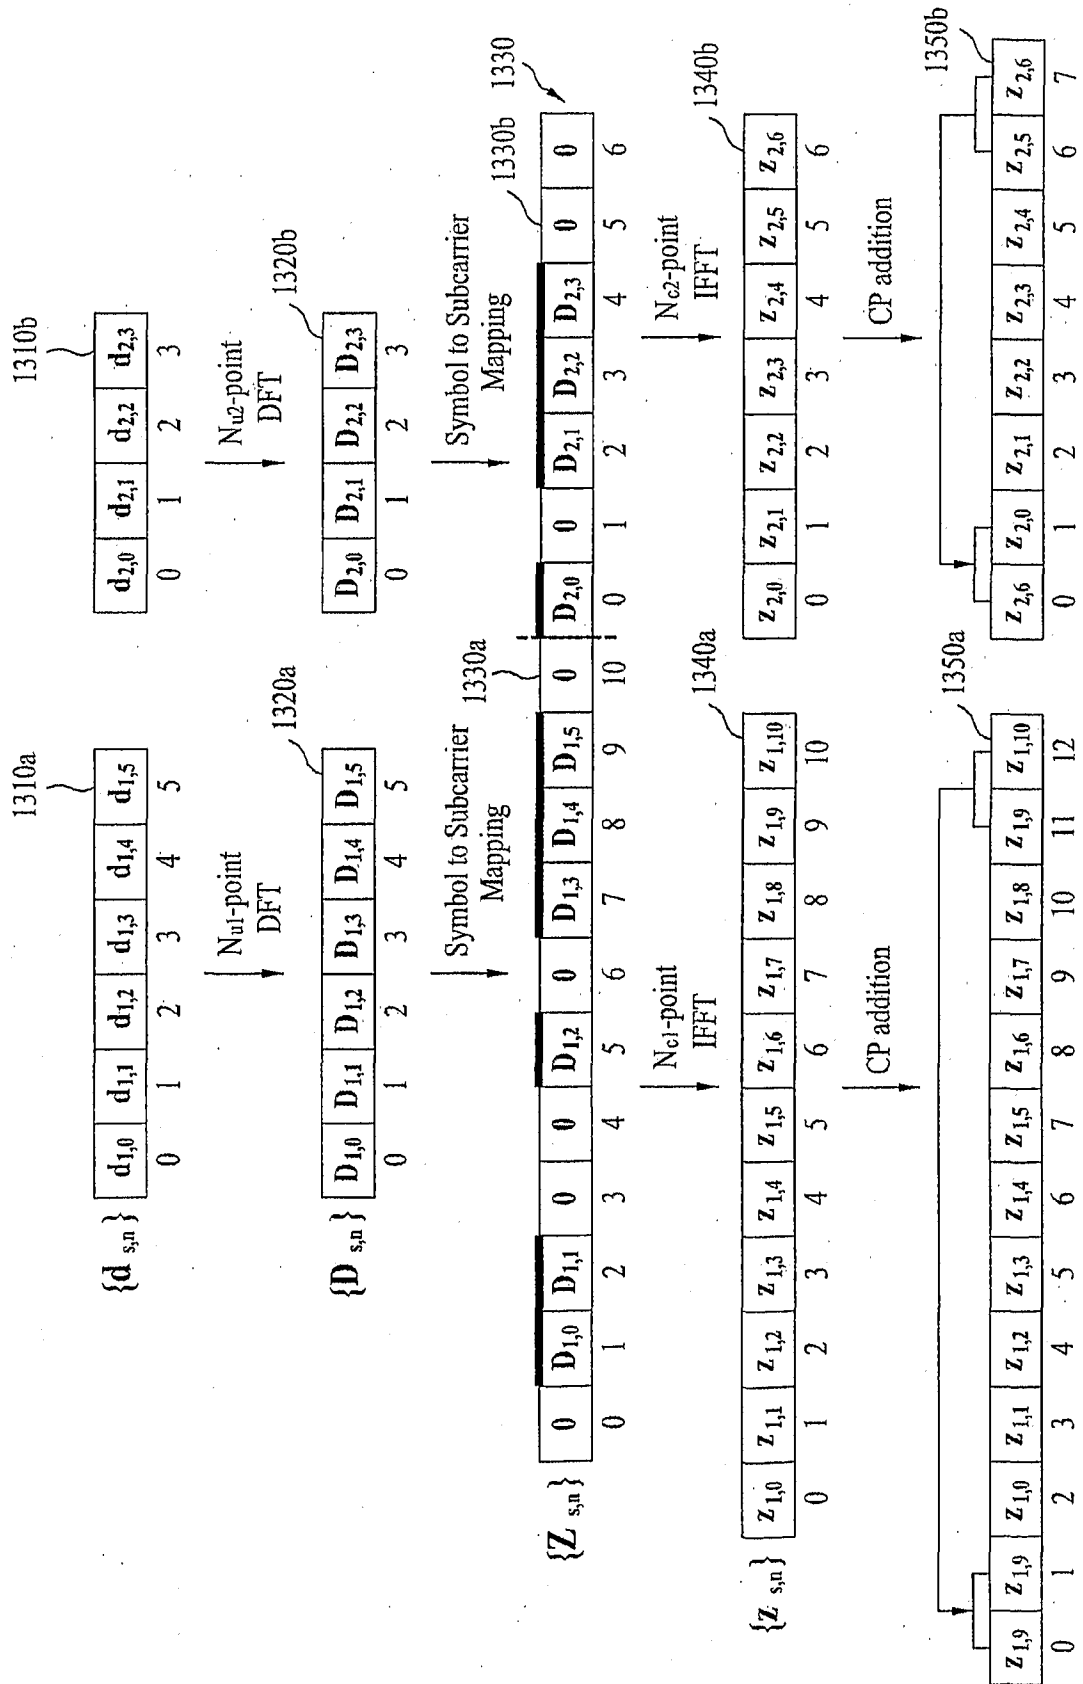 1310a
1310b
{d s,n}
d1,0 d1,1 d1,2 d1,3 d1,4 d1,5
0 1 2 3 4 5
d2,0 d2,1 d2,2 d2,3
0 1 2 3
Nu1-point
DFT
Nu2-point
DFT
1320a
1320b
{D s,n}
D1,0 D1,1 D1,2 D1,3 D1,4 D1,5
0 1 2 3 4 5
D2,0 D2,1 D2,2 D2,3
0 1 2 3
Symbol to Subcarrier
Mapping
Symbol to Subcarrier
Mapping
1330a
1330b
1330
{Z s,n}
0 D1,0 D1,1 0 0 D1,2 0 D1,3 D1,4 D1,5 0 D2,0 0 D2,1 D2,2 D2,3 0 0
0 1 2 3 4 5 6 7 8 9 10 0 1 2 3 4 5 6
Nc1-point
IFFT
Nc2-point
IFFT
1340a
1340b
{z s,n}
z1,0 z1,1 z1,2 z1,3 z1,4 z1,5 z1,6 z1,7 z1,8 z1,9 z1,10
0 1 2 3 4 5 6 7 8 9 10
z2,0 z2,1 z2,2 z2,3 z2,4 z2,5 z2,6
0 1 2 3 4 5 6
CP addition
CP addition
1350a
1350b
z1,9 z1,9 z1,0 z1,1 z1,2 z1,3 z1,4 z1,5 z1,6 z1,7 z1,8 z1,9 z1,10
0 1 2 3 4 5 6 7 8 9 10 11 12
z2,6 z2,0 z2,1 z2,2 z2,3 z2,4 z2,5 z2,6
0 1 2 3 4 5 6 7